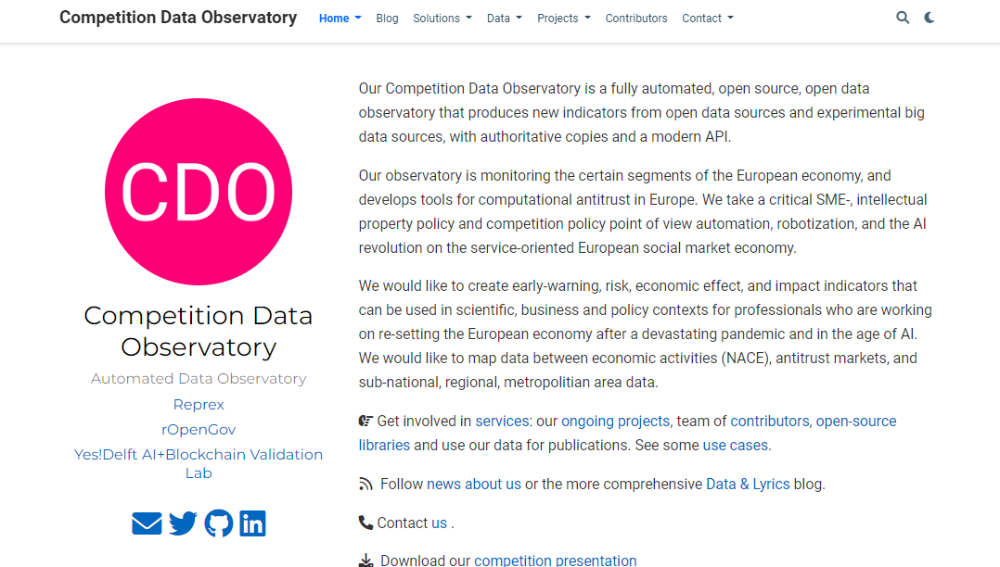 Competition Data Observatory Home Blog Solutions Data Projects Contributors Contact
CDO
Competition Data
Observatory
Automated Data Observatory
Reprex
rOpenGov
Yes!Delft AI+Blockchain Validation
Lab
Our Competition Data Observatory is a fully automated, open source, open data
observatory that produces new indicators from open data sources and experimental big
data sources, with authoritative copies and a modern API.
Our observatory is monitoring the certain segments of the European economy, and
develops tools for computational antitrust in Europe. We take a critical SME-, intellectual
property policy and competition policy point of view automation, robotization, and the AI
revolution on the service-oriented European social market economy.
We would like to create early-warning, risk, economic effect, and impact indicators that
can be used in scientific, business and policy contexts for professionals who are working
on re-setting the European economy after a devastating pandemic and in the age of AI.
We would like to map data between economic activities (NACE), antitrust markets, and
sub-national, regional, metropolitian area data.
Get involved in services: our ongoing projects, team of contributors, open-source
libraries and use our data for publications. See some use cases.
Follow news about us or the more comprehensive Data & Lyrics blog.
Contact us .
Download our competition presentation